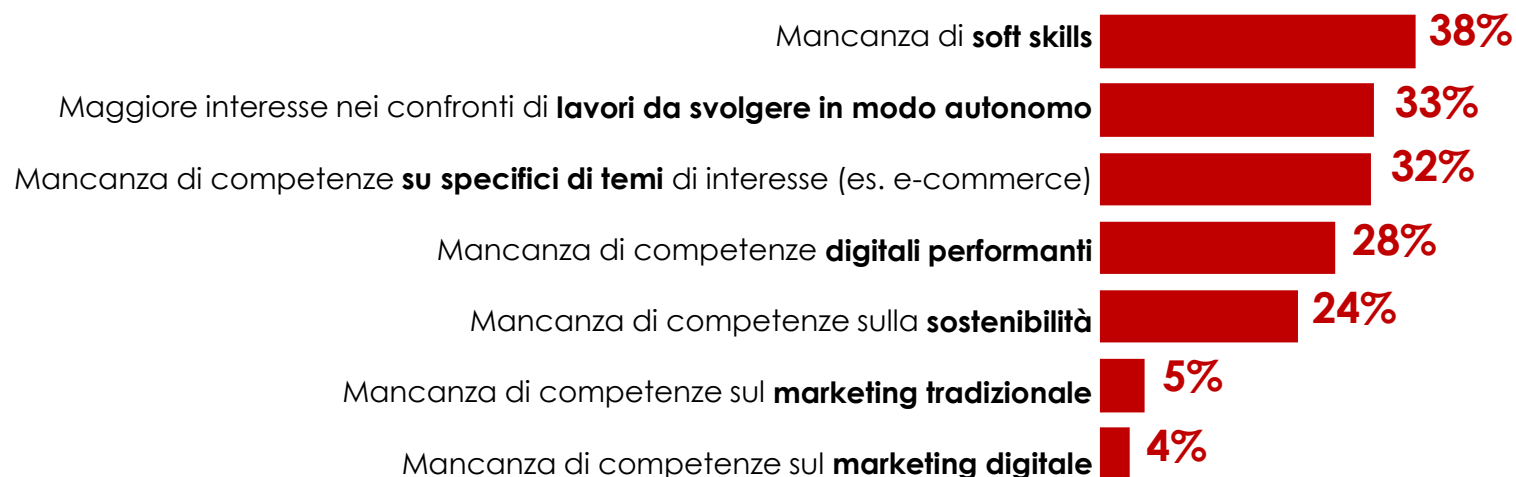 Mancanza di soft skills 38%
Maggiore interesse nei confronti di lavori da svolgere in modo autonomo 33%
Mancanza di competenze su specifici di temi di interesse (es. e-commerce) 32%
Mancanza di competenze digitali performanti 28%
Mancanza di competenze sulla sostenibilità 24%
Mancanza di competenze sul marketing tradizionale 5%
Mancanza di competenze sul marketing digitale 4%